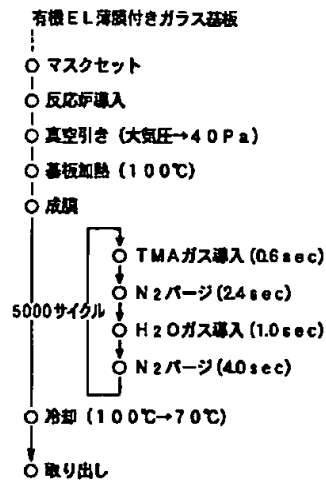 有機EL薄膜付きガラス基板
マスクセット
反応炉導入
真空引き（大気圧→40Pa）
基板加熱（100℃）
成膜
TMAガス導入(0.6sec)
N2パージ(2.4sec)
5000サイクル
H2Oガス導入(1.0sec)
N2パージ(4.0sec)
冷却（100℃→70℃）
取り出し